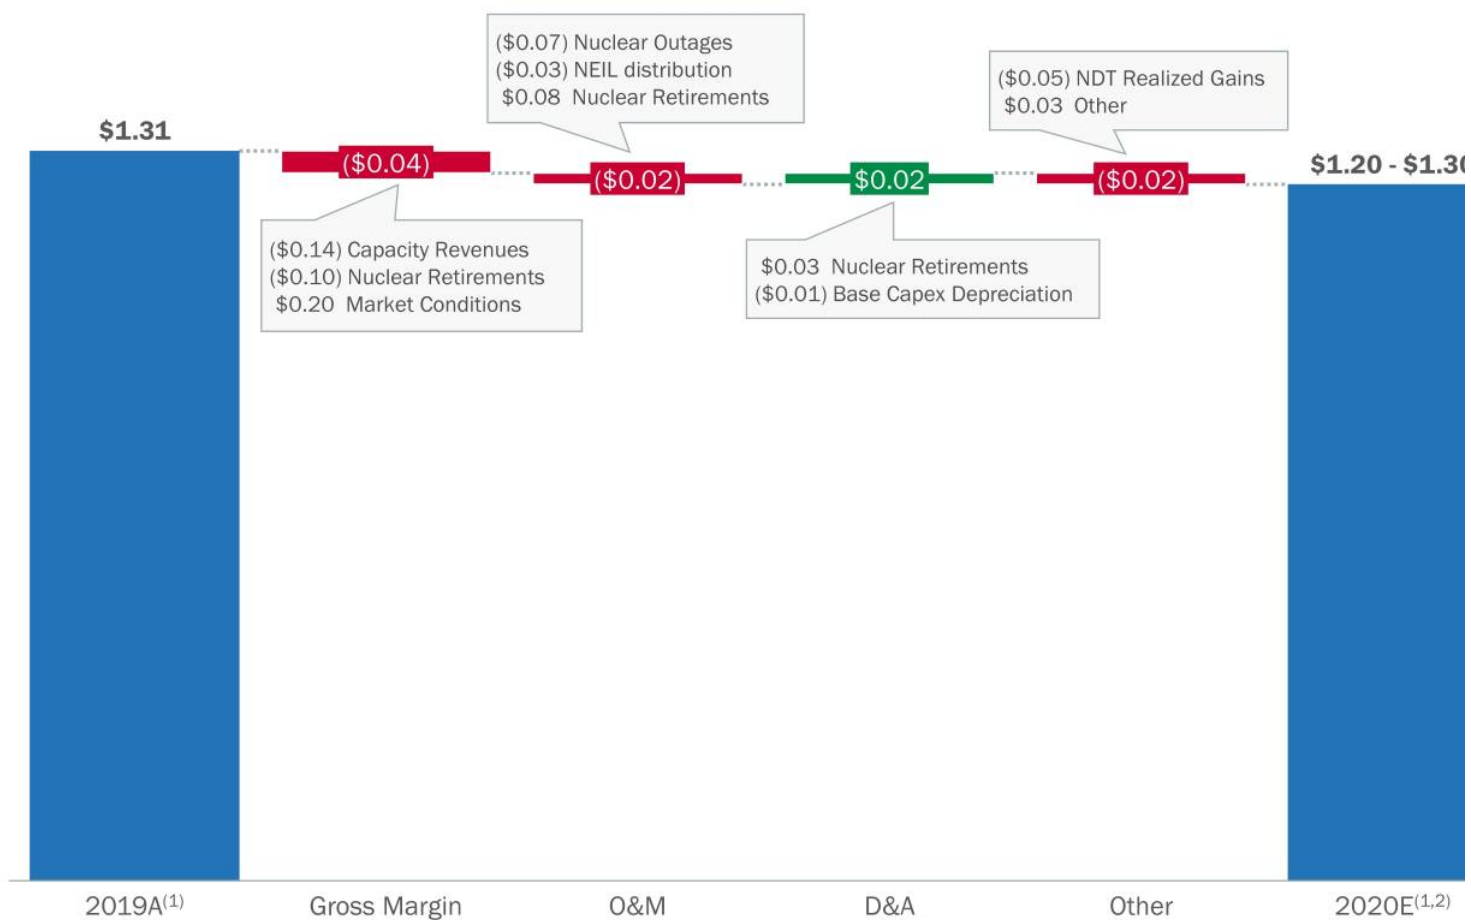 ($0.07) Nuclear Outages
($0.03) NEIL distribution
$0.08 Nuclear Retirements
($0.05) NDT Realized Gains
$0.03 Other
$1.31
($0.04)
($0.02)
$0.02
($0.02)
$1.20 - $1.30
($0.14) Capacity Revenues
($0.10) Nuclear Retirements
$0.20 Market Conditions
$0.03 Nuclear Retirements
($0.01) Base Capex Depreciation
2019A(1)
Gross Margin
O&M
D&A
Other
2020E(1,2)